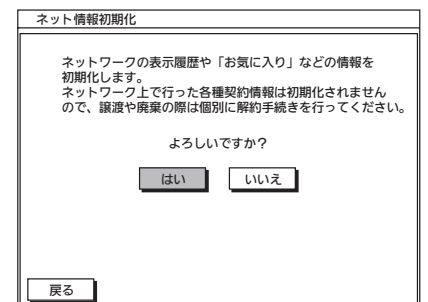 ネット情報初期化
ネットワークの表示履歴や「お気に入り」などの情報を
初期化します。
ネットワーク上で行った各種契約情報は初期化されません
ので、譲渡や廃棄の際は個別に解約手続きを行ってください。
よろしいですか？
はい いいえ
戻る